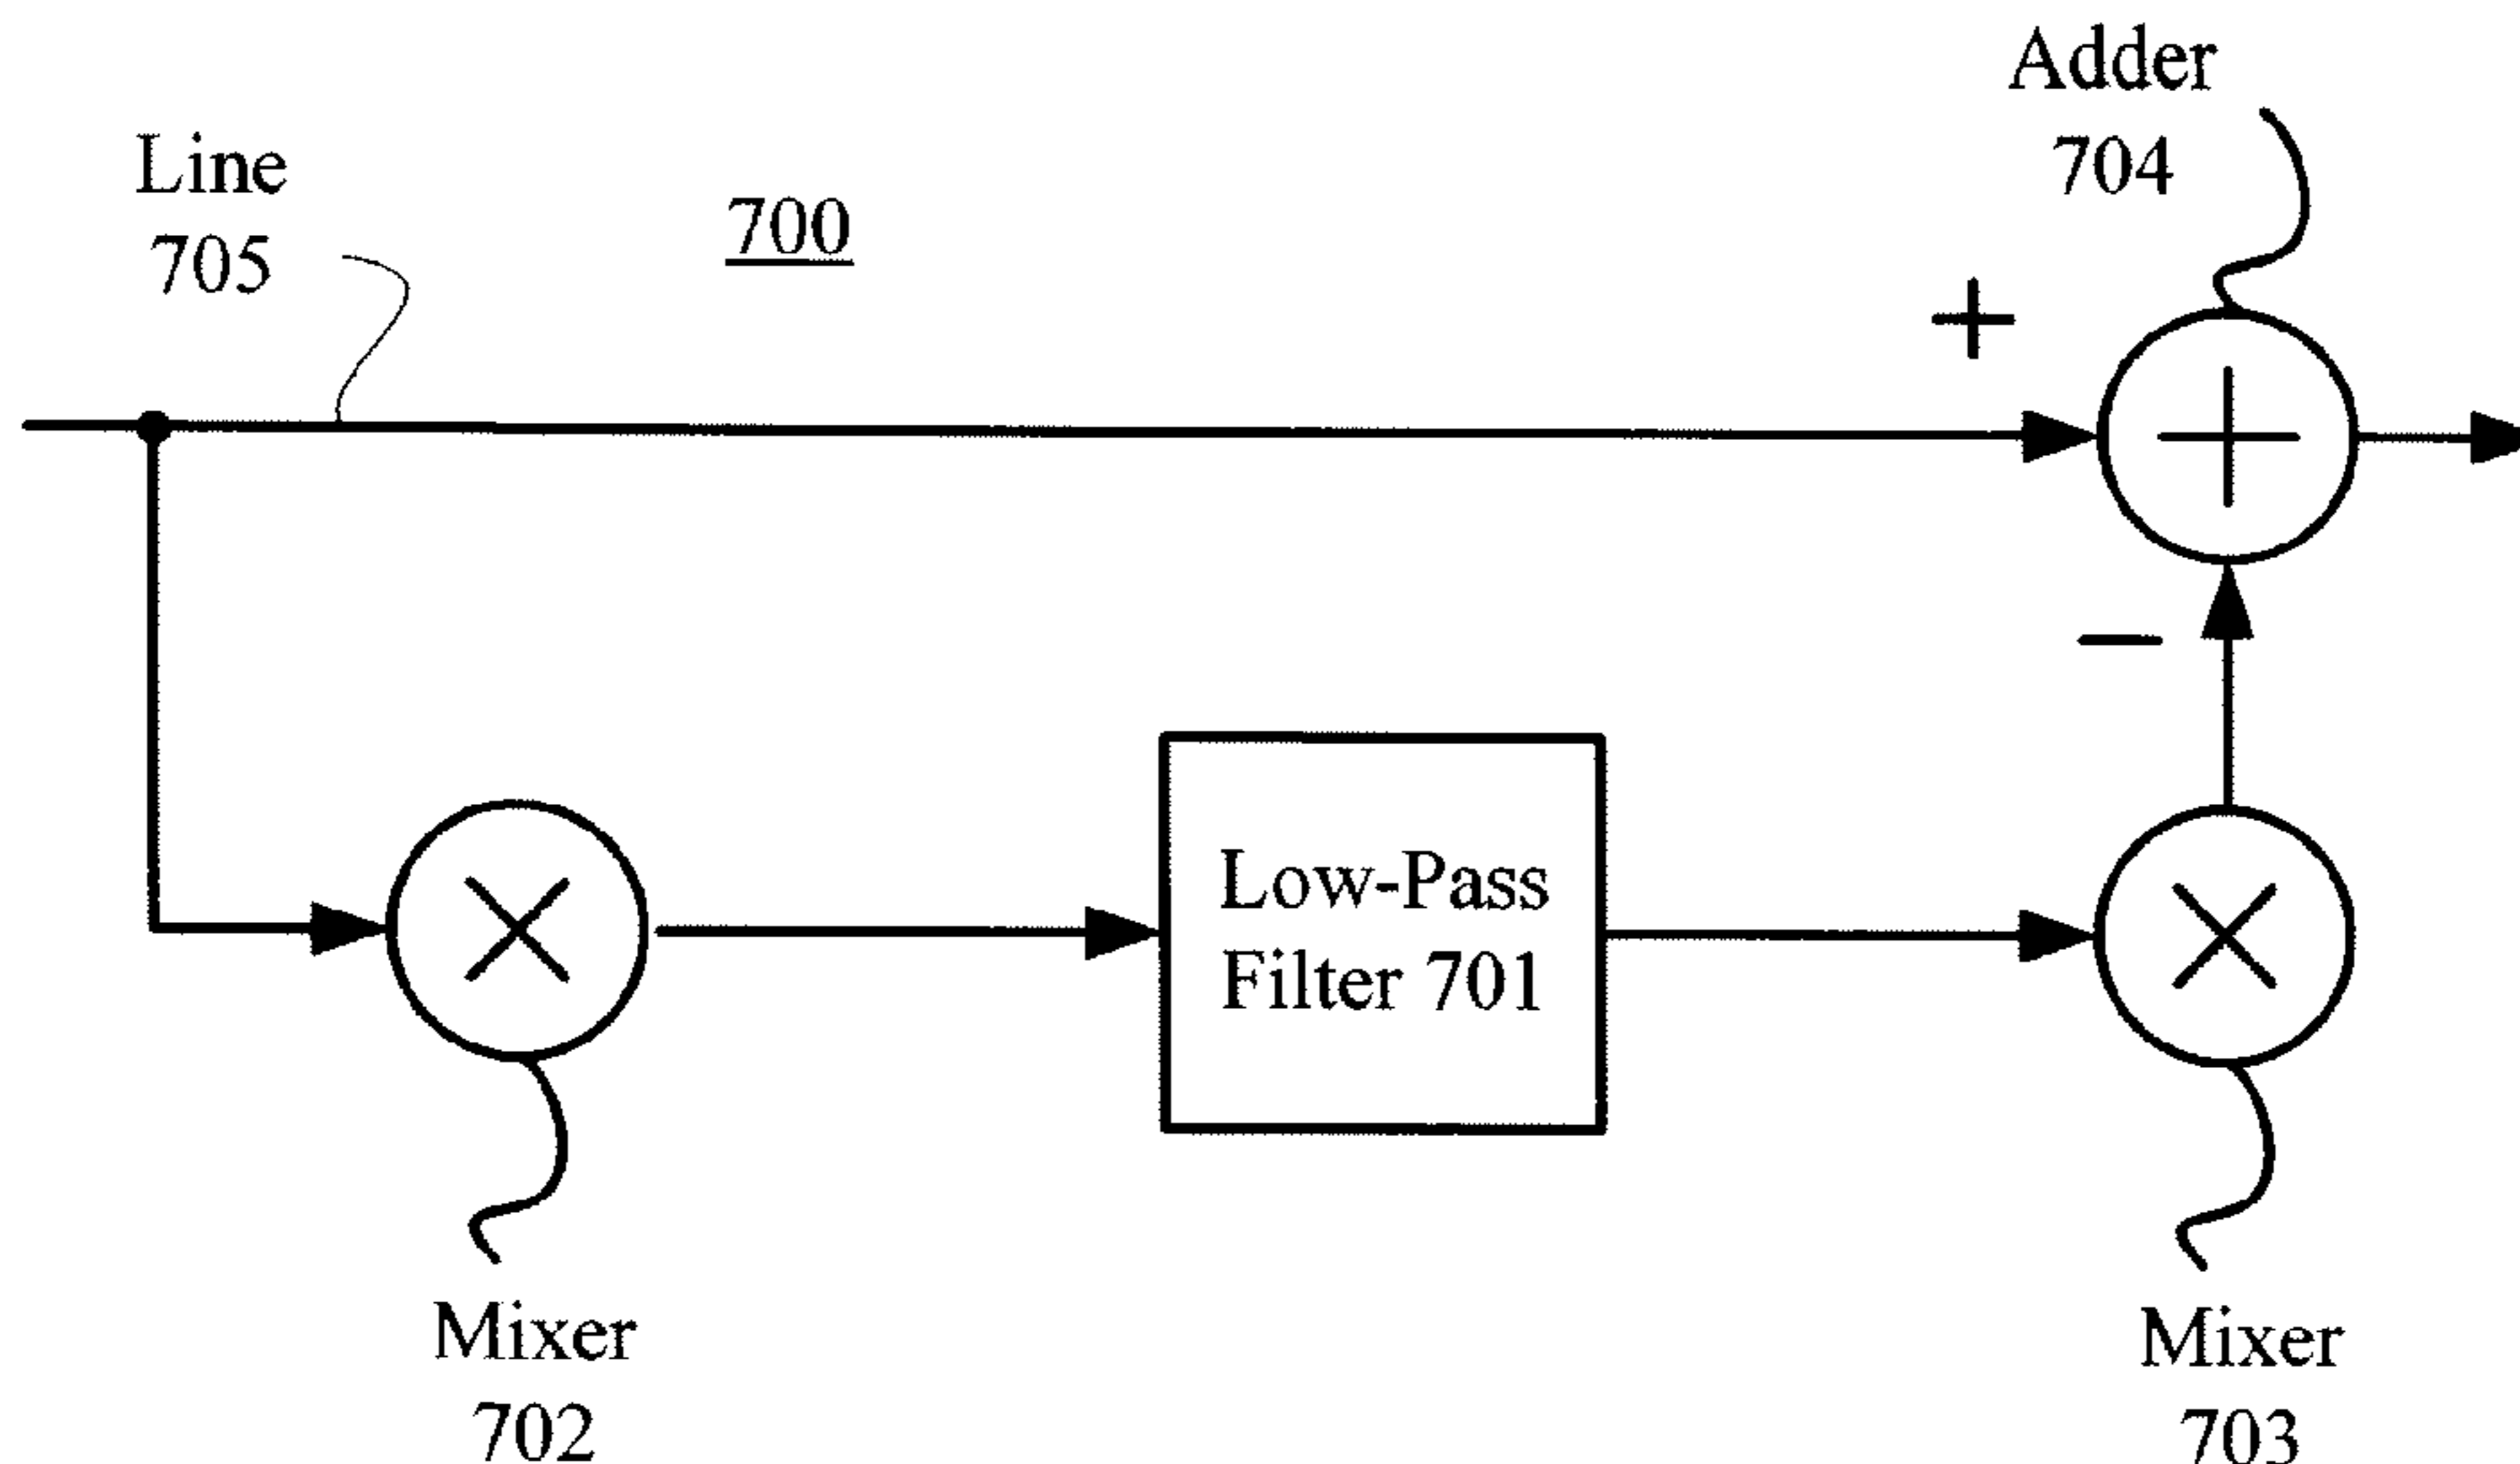 Adder
704
Line
705
700
+
−
Low-Pass
Filter 701
Mixer
702
Mixer
703